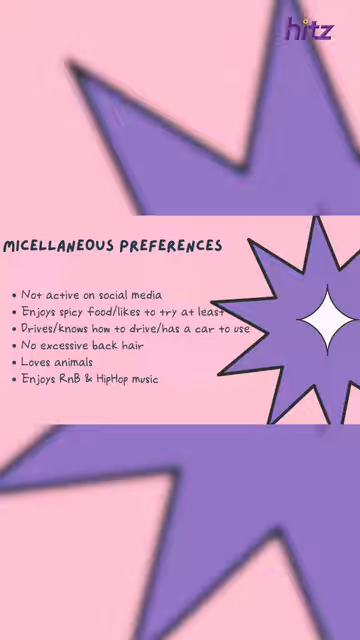 hitz
MICELLANEOUS PREFERENCES
• Not active on social media
• Enjoys spicy food/likes to try at least
• Drives/knows how to drive/has a car to use
• No excessive back hair
• Loves animals
• Enjoys RnB & HipHop music